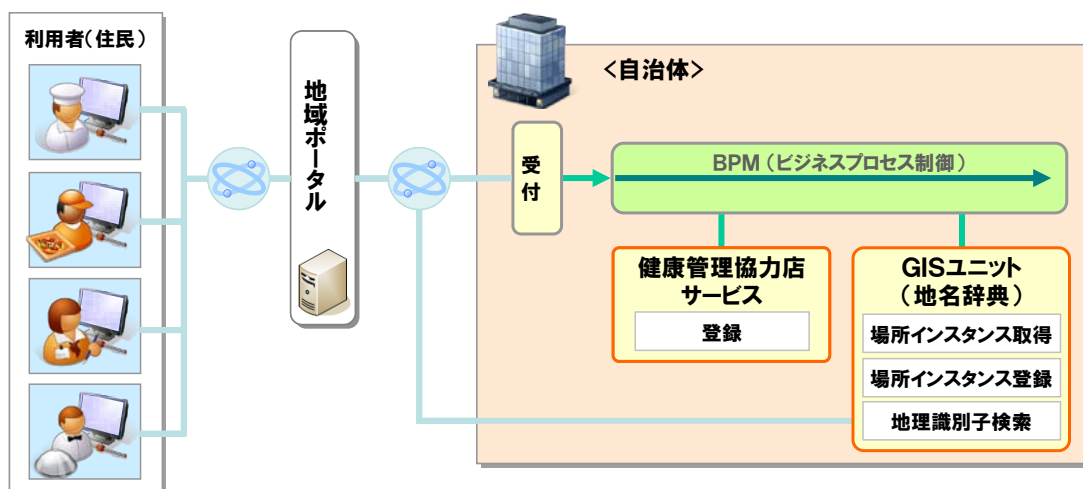 利用者（住民）
地域ポータル
＜自治体＞
受付
BPM（ビジネスプロセス制御）
健康管理協力店
サービス
登録
GISユニット
（地名辞典）
場所インスタンス取得
場所インスタンス登録
地理識別子検索